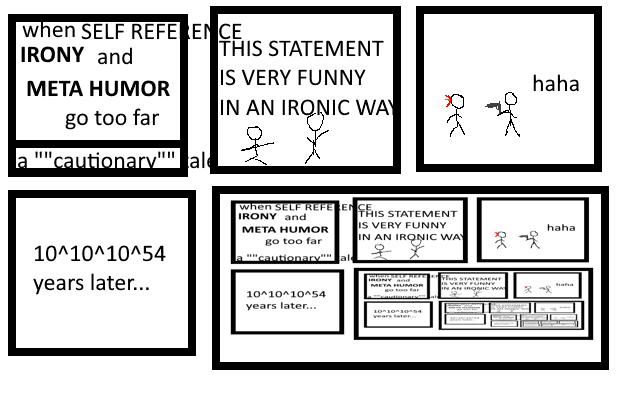 when SELF REFERENCE
IRONY and
META HUMOR
go too far
a ""cautionary"" tale
THIS STATEMENT
IS VERY FUNNY
IN AN IRONIC WAY
haha
10^10^10^54
years later...
when SELF REFERENCE
IRONY and
META HUMOR
go too far
a ""cautionary"" tale
THIS STATEMENT
IS VERY FUNNY
IN AN IRONIC WAY
haha
10^10^10^54
years later...
when SELF REFERENCE
IRONY and
META HUMOR
go too far
a ""cautionary"" tale
THIS STATEMENT
IS VERY FUNNY
IN AN IRONIC WAY
haha
10^10^10^54
years later...